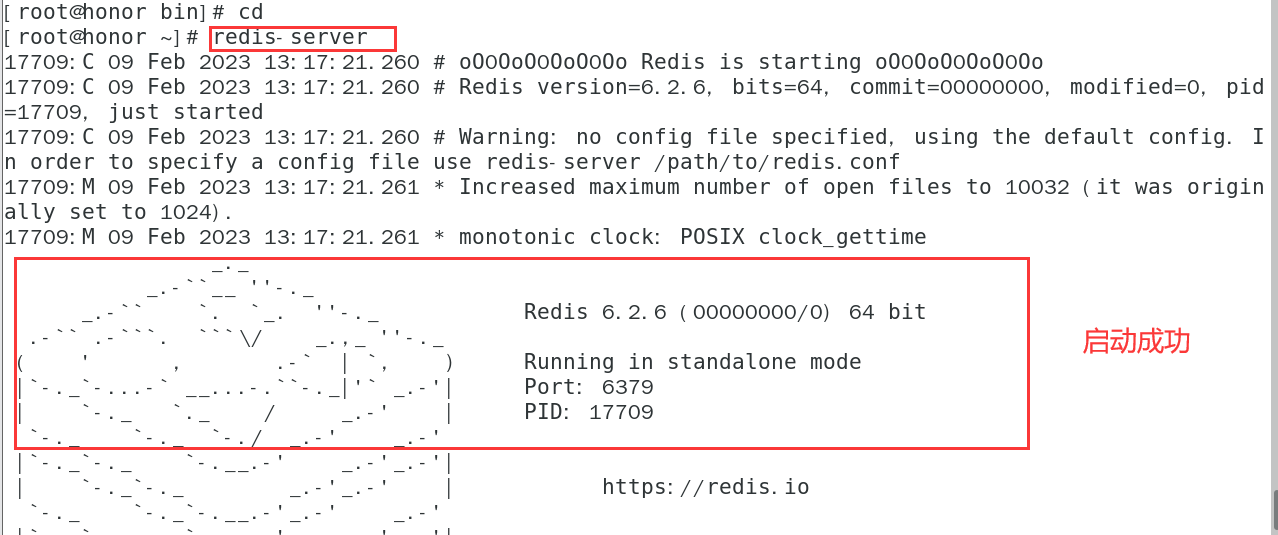 [root@honor bin]# cd
[root@honor ~]# redis-server
17709:C 09 Feb 2023 13:17:21.260 # oO0OoO0OoO0Oo Redis is starting oO0OoO0OoO0Oo
17709:C 09 Feb 2023 13:17:21.260 # Redis version=6.2.6, bits=64, commit=00000000, modified=0, pid
=17709, just started
17709:C 09 Feb 2023 13:17:21.260 # Warning: no config file specified, using the default config. I
n order to specify a config file use redis-server /path/to/redis.conf
17709:M 09 Feb 2023 13:17:21.261 * Increased maximum number of open files to 10032 (it was origin
ally set to 1024).
17709:M 09 Feb 2023 13:17:21.261 * monotonic clock: POSIX clock_gettime
Redis 6.2.6 (00000000/0) 64 bit
启动成功
Running in standalone mode
Port: 6379
PID: 17709
https://redis.io